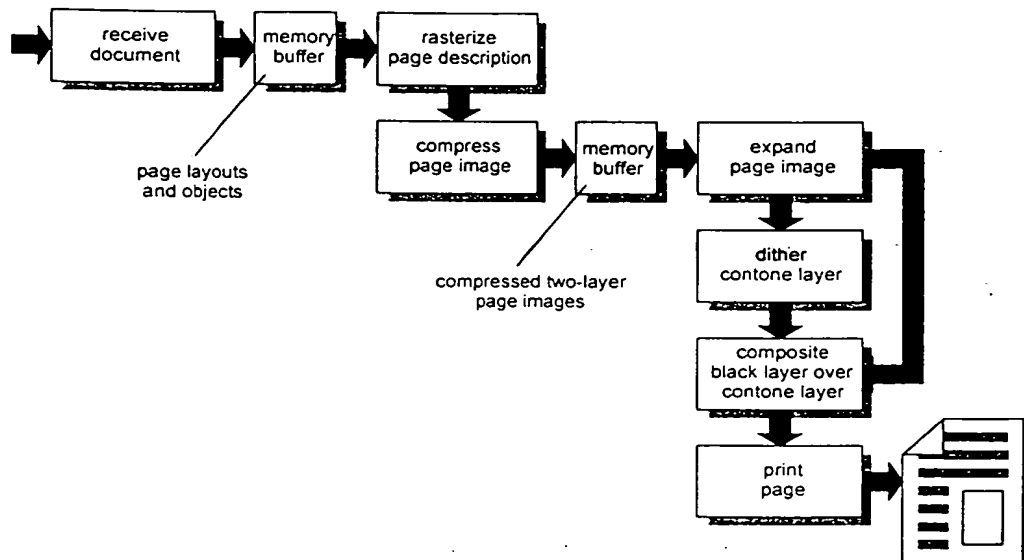 receive
document
memory
buffer
rasterize
page description
page layouts
and objects
compress
page image
memory
buffer
expand
page image
compressed two-layer
page images
dither
contone layer
composite
black layer over
contone layer
print
page